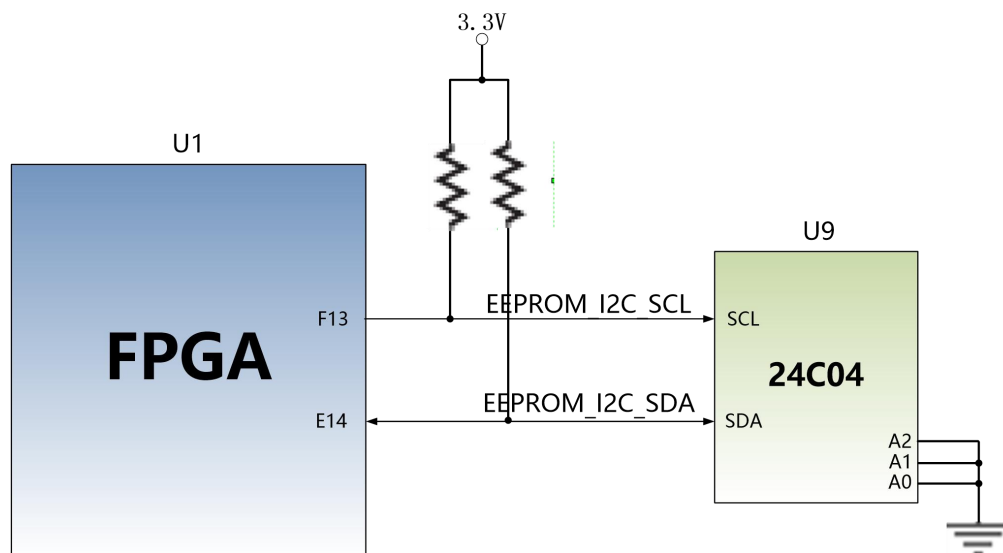 3.3V
U1
U9
F13
EEPROM_I2C_SCL
SCL
FPGA
24C04
E14
EEPROM_I2C_SDA
SDA
A2
A1
A0